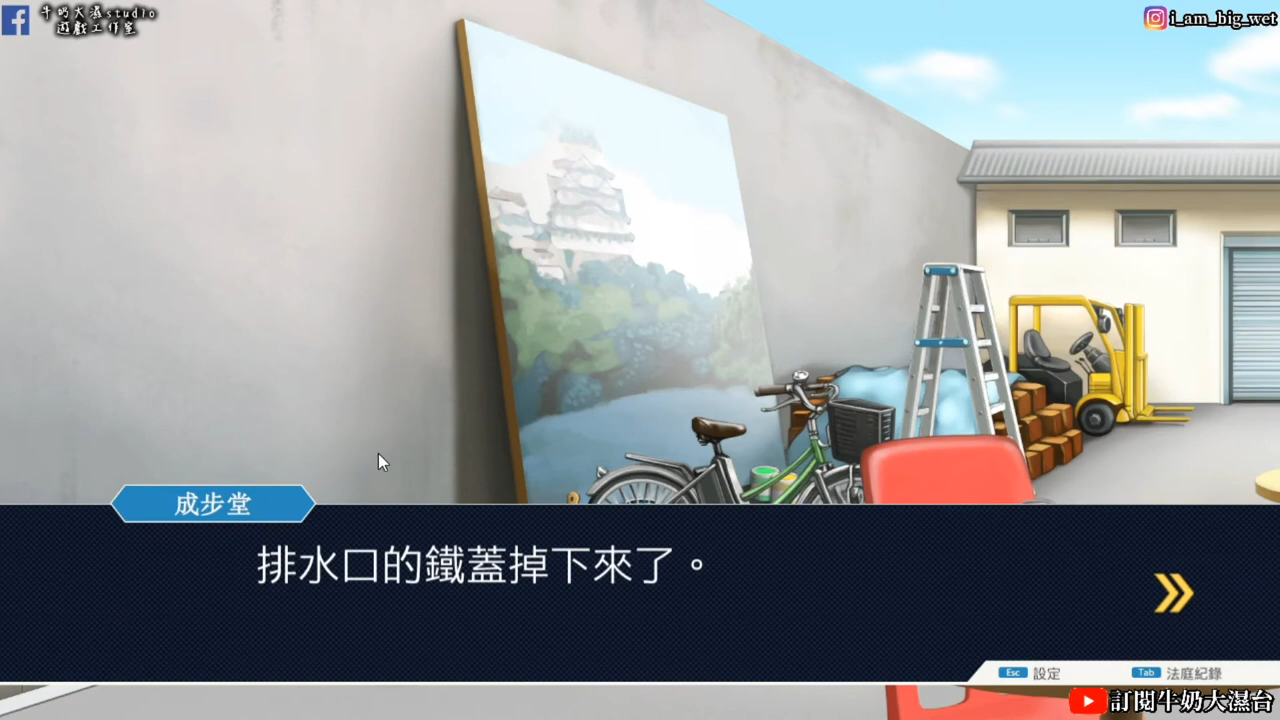 牛奶大濕studio
遊戲工作室
i_am_big_wet
成步堂
排水口的鐵蓋掉下來了。
Esc 設定
Tab 法庭紀錄
訂閱牛奶大濕台